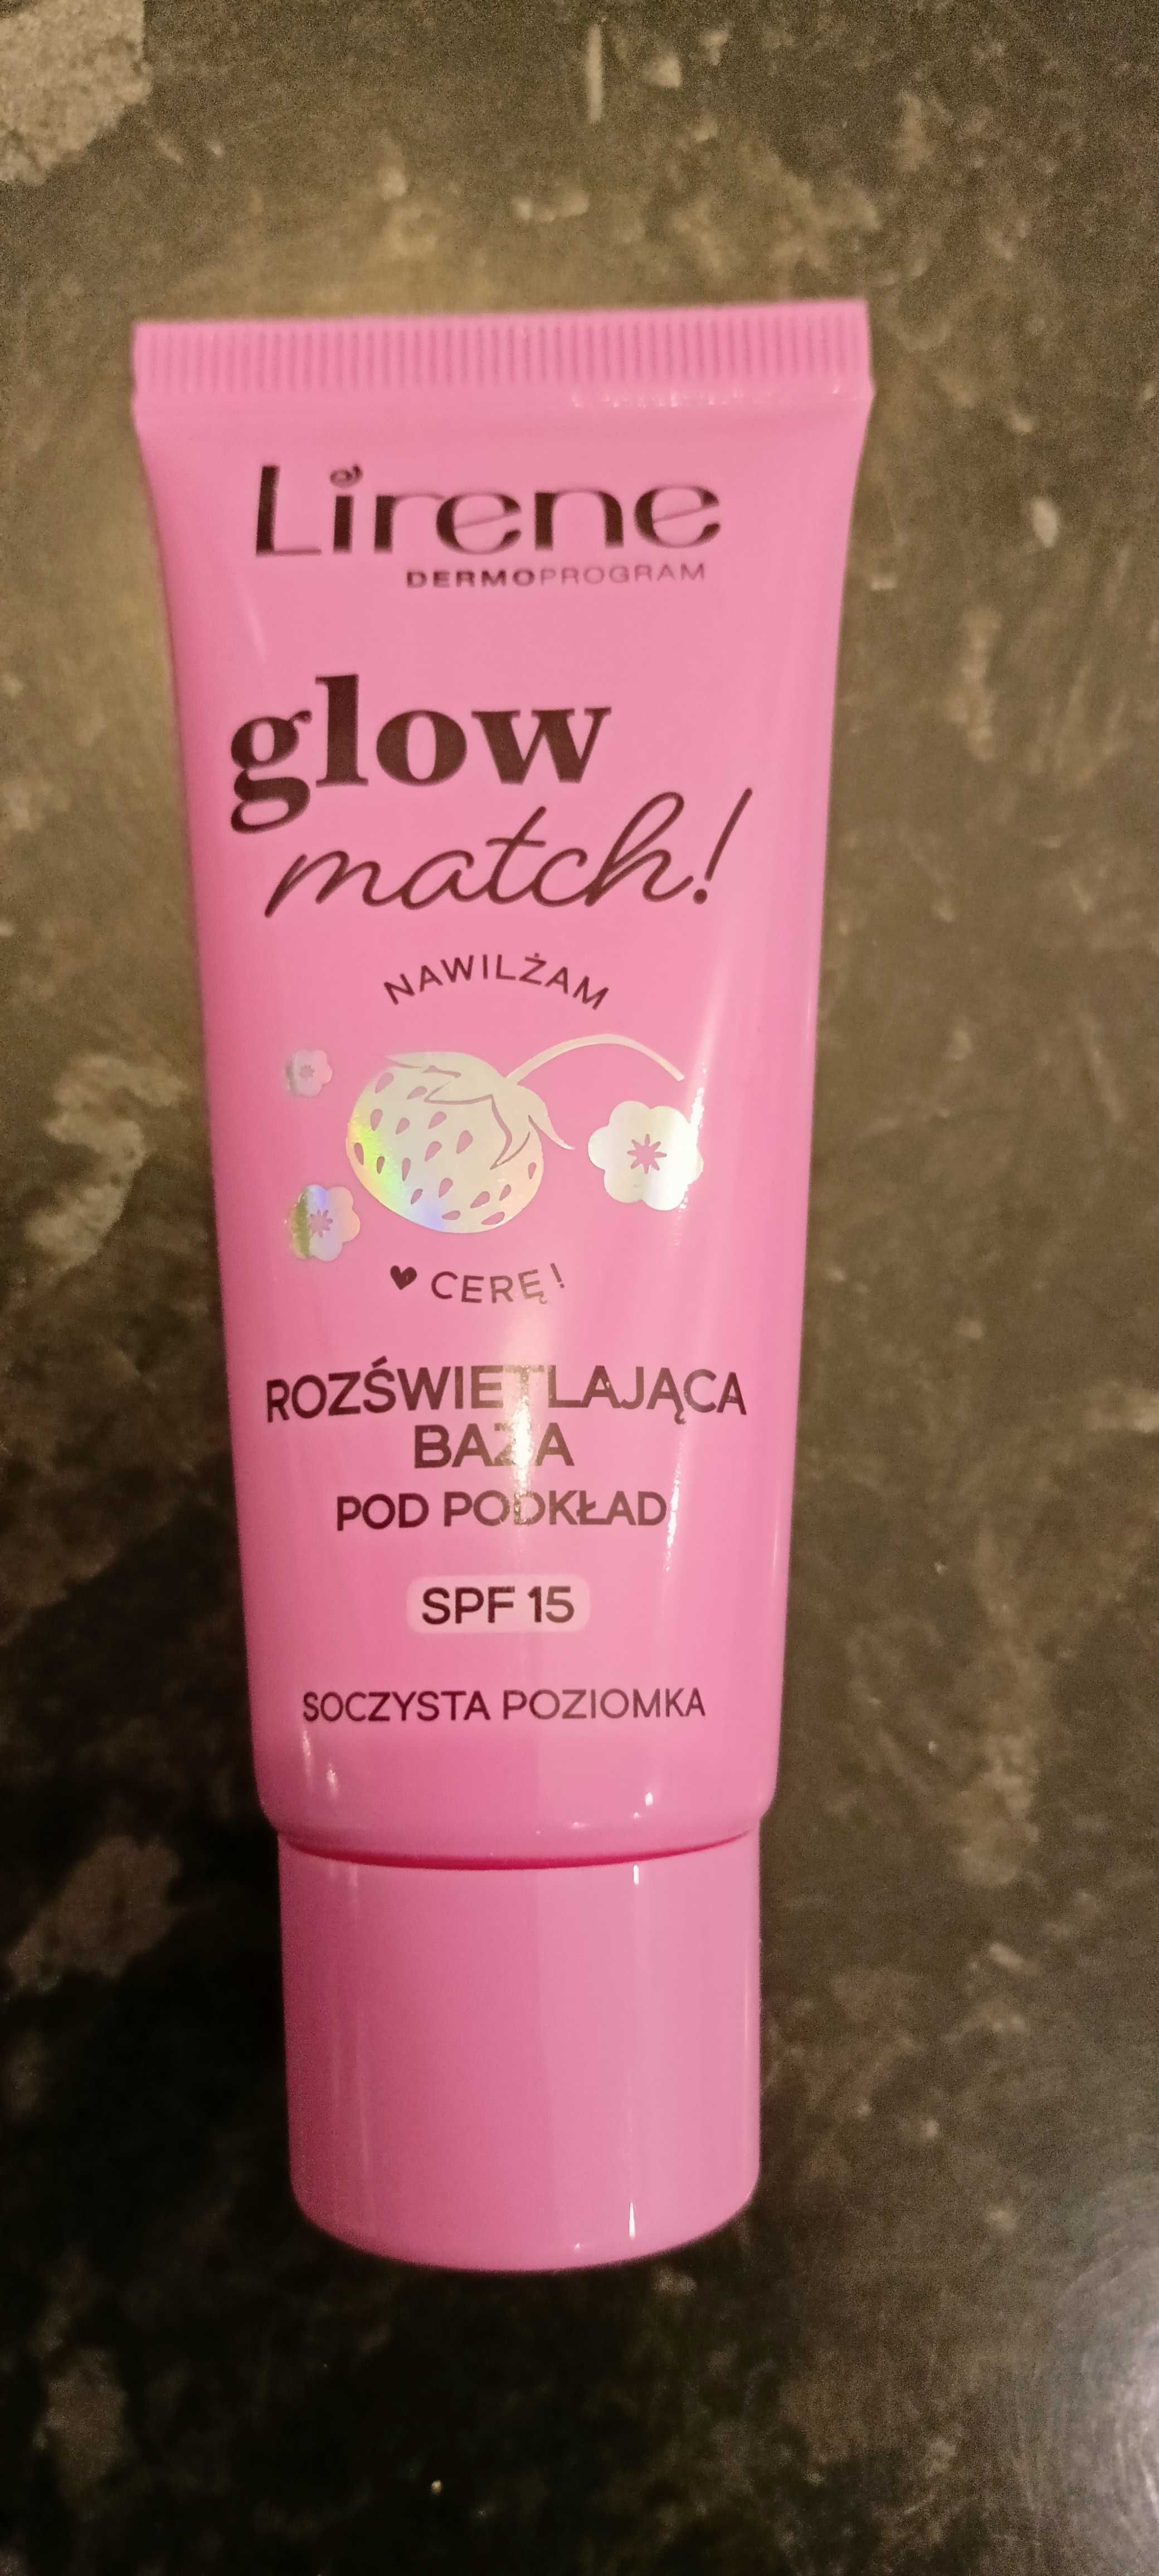 Lirene
DERMOPROGRAM
glow
match!
NAWILŻAM
♥ CERĘ!
ROZŚWIETLAJĄCA
BAZA
POD PODKŁAD
SPF 15
SOCZYSTA POZIOMKA